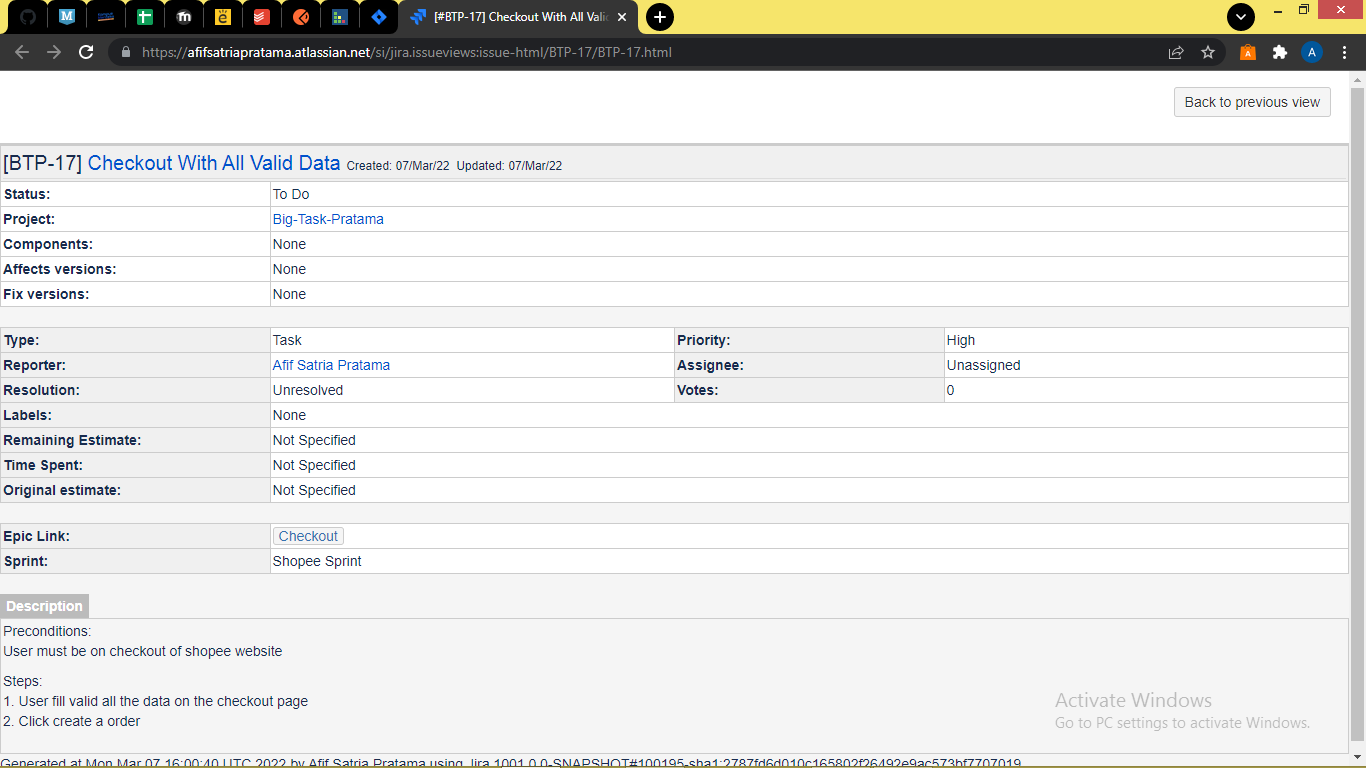 [#BTP-17] Checkout With All Vali
https://afifsatriapratama.atlassian.net/si/jira.issueviews:issue-html/BTP-17/BTP-17.html
A
Back to previous view
[BTP-17] Checkout With All Valid Data Created: 07/Mar/22 Updated: 07/Mar/22
Status: To Do
Project: Big-Task-Pratama
Components: None
Affects versions: None
Fix versions: None
Type: Task Priority: High
Reporter: Afif Satria Pratama Assignee: Unassigned
Resolution: Unresolved Votes: 0
Labels: None
Remaining Estimate: Not Specified
Time Spent: Not Specified
Original estimate: Not Specified
Epic Link: Checkout
Sprint: Shopee Sprint
Description
Preconditions:
User must be on checkout of shopee website
Steps:
1. User fill valid all the data on the checkout page
2. Click create a order
Activate Windows
Go to PC settings to activate Windows.
Generated at Mon Mar 07 16:00:40 UTC 2022 by Afif Satria Pratama using Jira 1001.0.0-SNAPSHOT#100195-sha1:2787fd6d010c165802f26492e9ac573bf7707019.